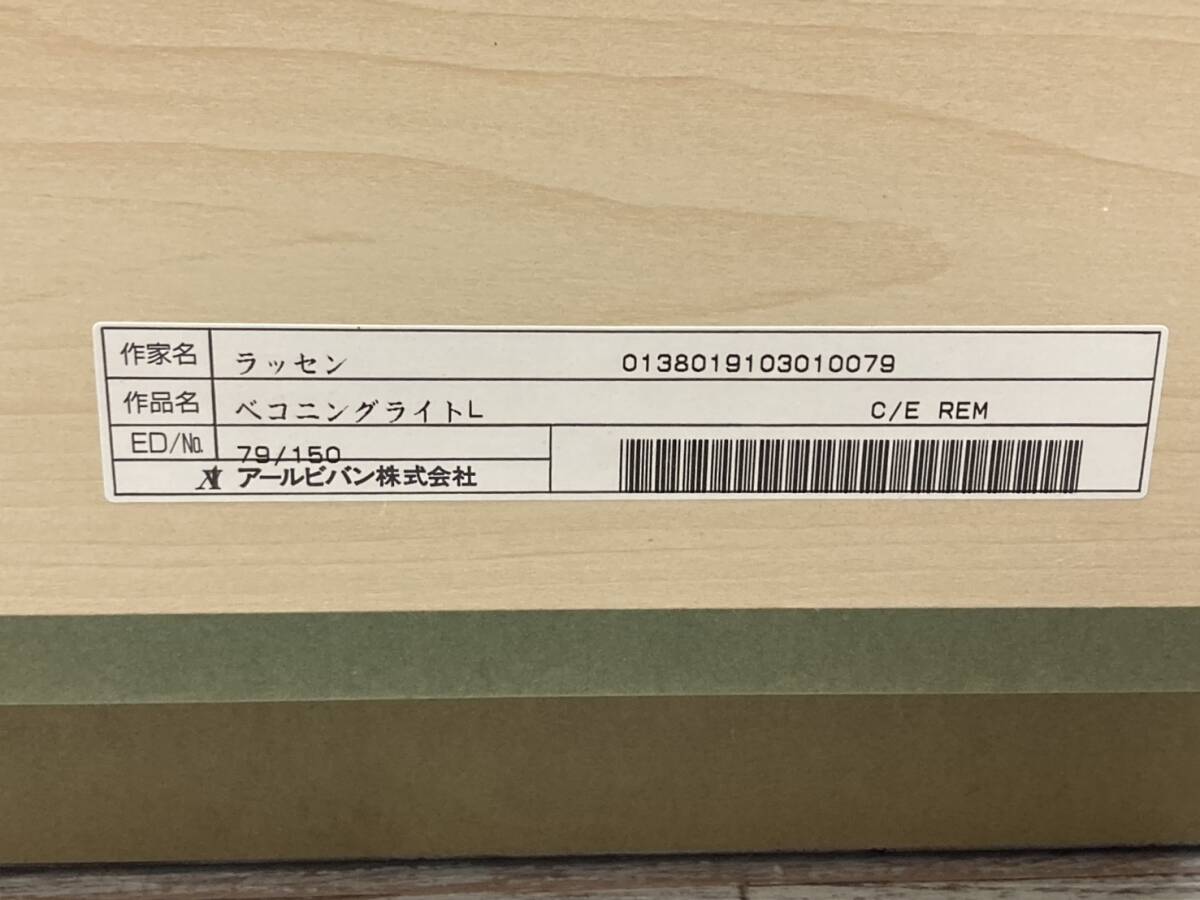 作家名 ラッセン 0138019103010079
作品名 ベコニングライトL C/E REM
ED/№ 79/150
アールビバン株式会社